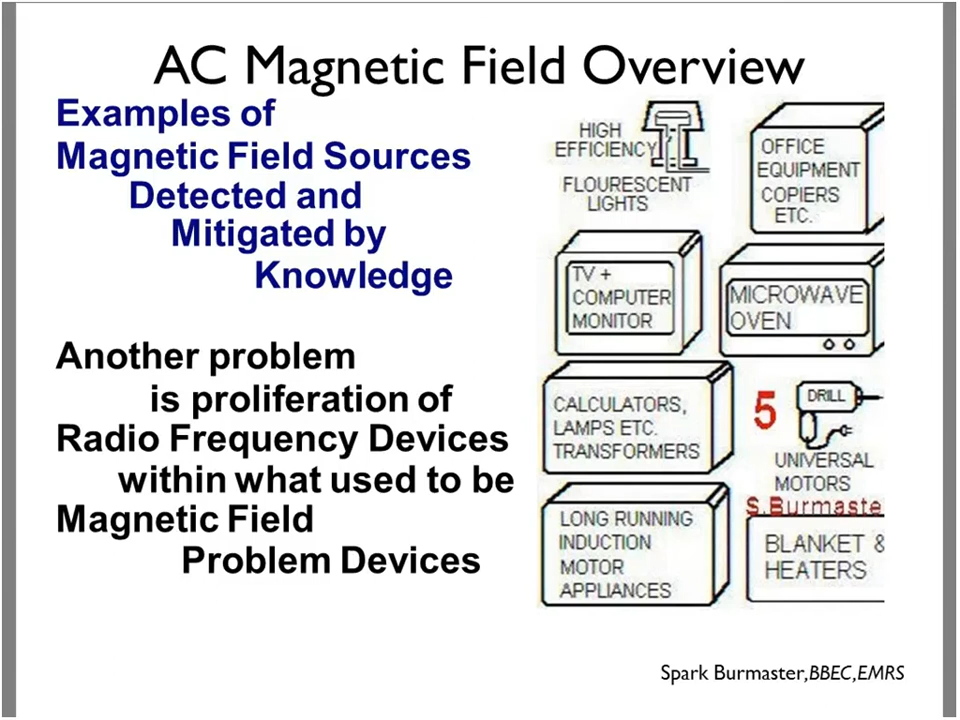 AC Magnetic Field Overview
Examples of
Magnetic Field Sources
Detected and
Mitigated by
Knowledge
Another problem
is proliferation of
Radio Frequency Devices
within what used to be
Magnetic Field
Problem Devices
HIGH
EFFICIENCY
FLOURESCENT
LIGHTS
OFFICE
EQUIPMENT
COPIERS
ETC.
TV +
COMPUTER
MONITOR
MICROWAVE
OVEN
CALCULATORS,
LAMPS ETC.
TRANSFORMERS
5
DRILL
UNIVERSAL
MOTORS
S.Burmaste
LONG RUNNING
INDUCTION
MOTOR
APPLIANCES
BLANKET &
HEATERS
Spark Burmaster,BBEC,EMRS